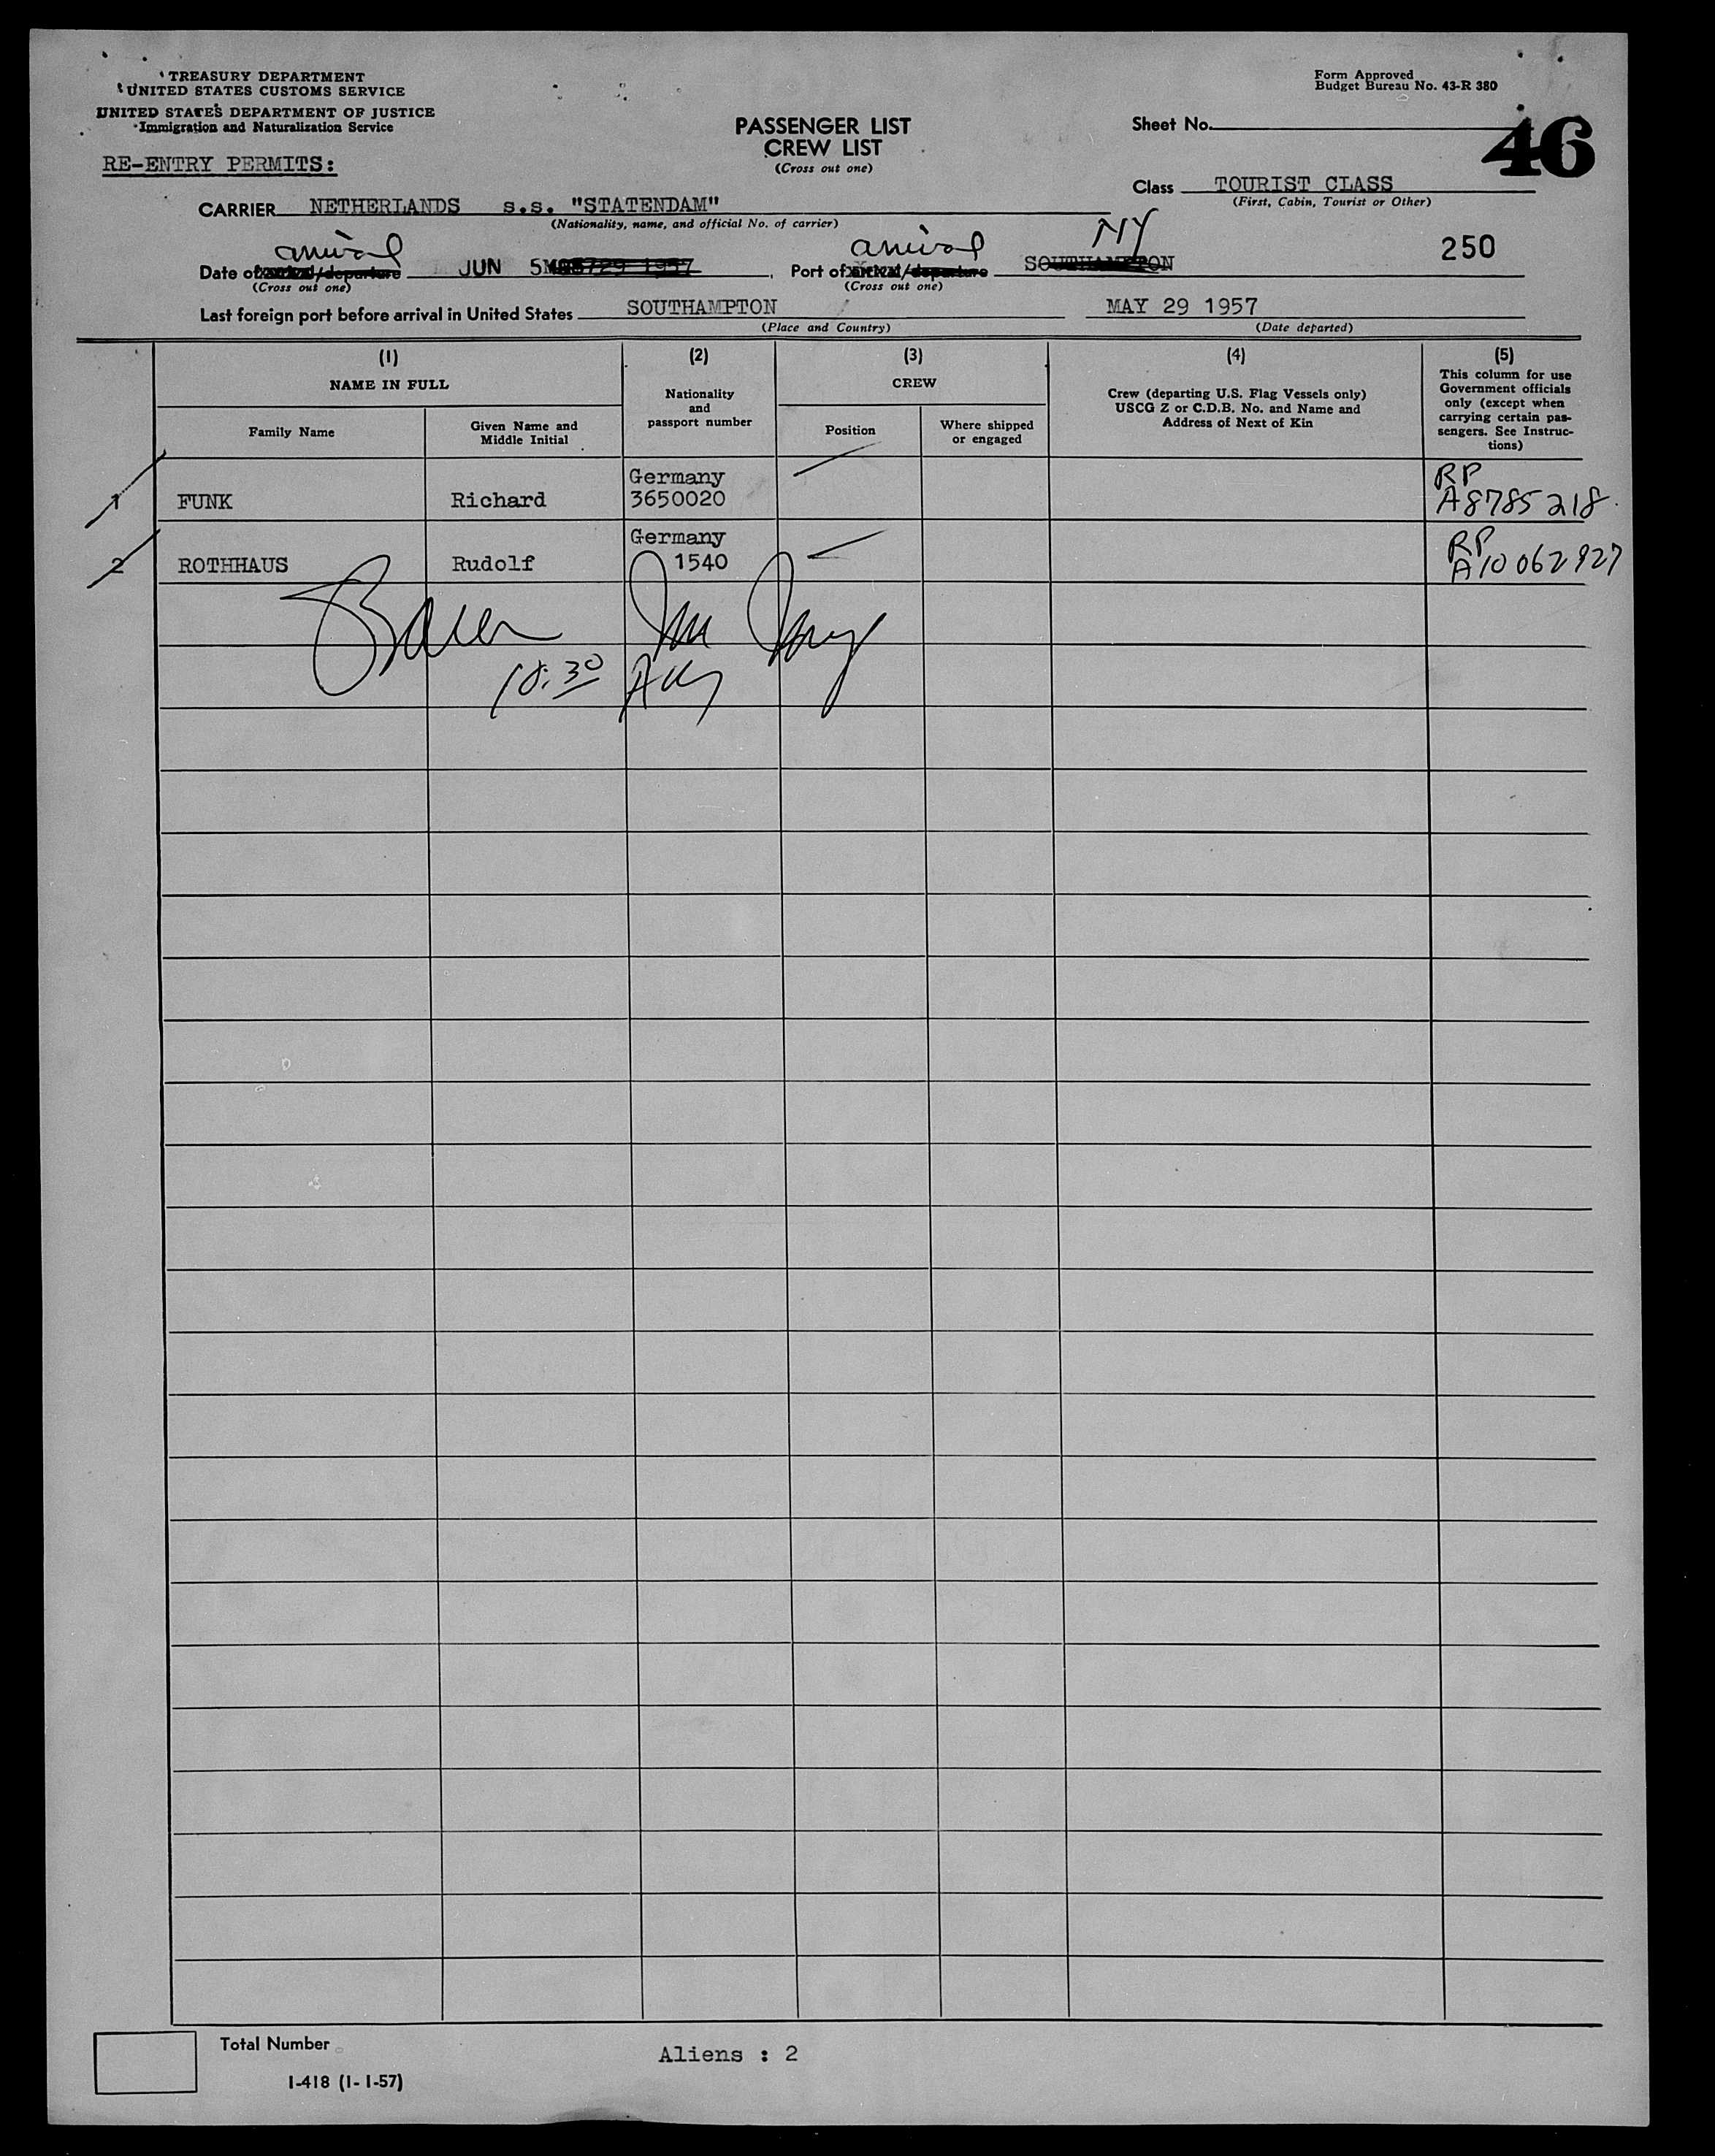 TREASURY DEPARTMENT
UNITED STATES CUSTOMS SERVICE
UNITED STATES DEPARTMENT OF JUSTICE
Immigration and Naturalization Service
RE-ENTRY PERMITS:
Form Approved
Budget Bureau No. 43-R 380
PASSENGER LIST
CREW LIST
(Cross out one)
Sheet No. 46
Class TOURIST CLASS
(First, Cabin, Tourist or Other)
CARRIER NETHERLANDS s.s. "STATENDAM"
(Nationality, name, and official No. of carrier)
arrival arrival NY
Date of arrival/departure JUN 5 MAY 29 1957, Port of arrival/departure SOUTHAMPTON 250
(Cross out one) (Cross out one)
Last foreign port before arrival in United States SOUTHAMPTON MAY 29 1957
(Place and Country) (Date departed)
(1) (2) (3) (4) (5)
NAME IN FULL
Family Name
Given Name and
Middle Initial
Nationality
and
passport number
CREW
Position
Where shipped
or engaged
Crew (departing U.S. Flag Vessels only)
USCG Z or C.D.B. No. and Name and
Address of Next of Kin
This column for use
Government officials
only (except when
carrying certain pas-
sengers. See Instruc-
tions)
Germany RP
1 FUNK Richard 3650020 A8785218
Germany RP
2 ROTHHAUS Rudolf 1540 A10062927
10:30
Total Number Aliens : 2
I-418 (1-1-57)